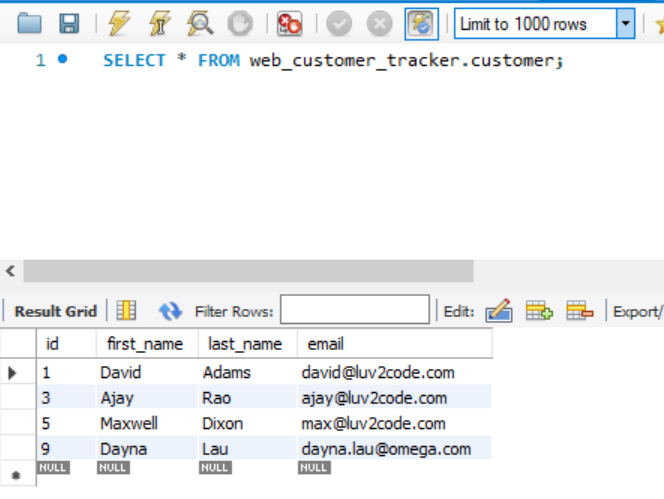 Limit to 1000 rows
1 SELECT * FROM web_customer_tracker.customer;
Result Grid Filter Rows: Edit: Export/
id first_name last_name email
1 David Adams david@luv2code.com
3 Ajay Rao ajay@luv2code.com
5 Maxwell Dixon max@luv2code.com
9 Dayna Lau dayna.lau@omega.com
NULL NULL NULL NULL